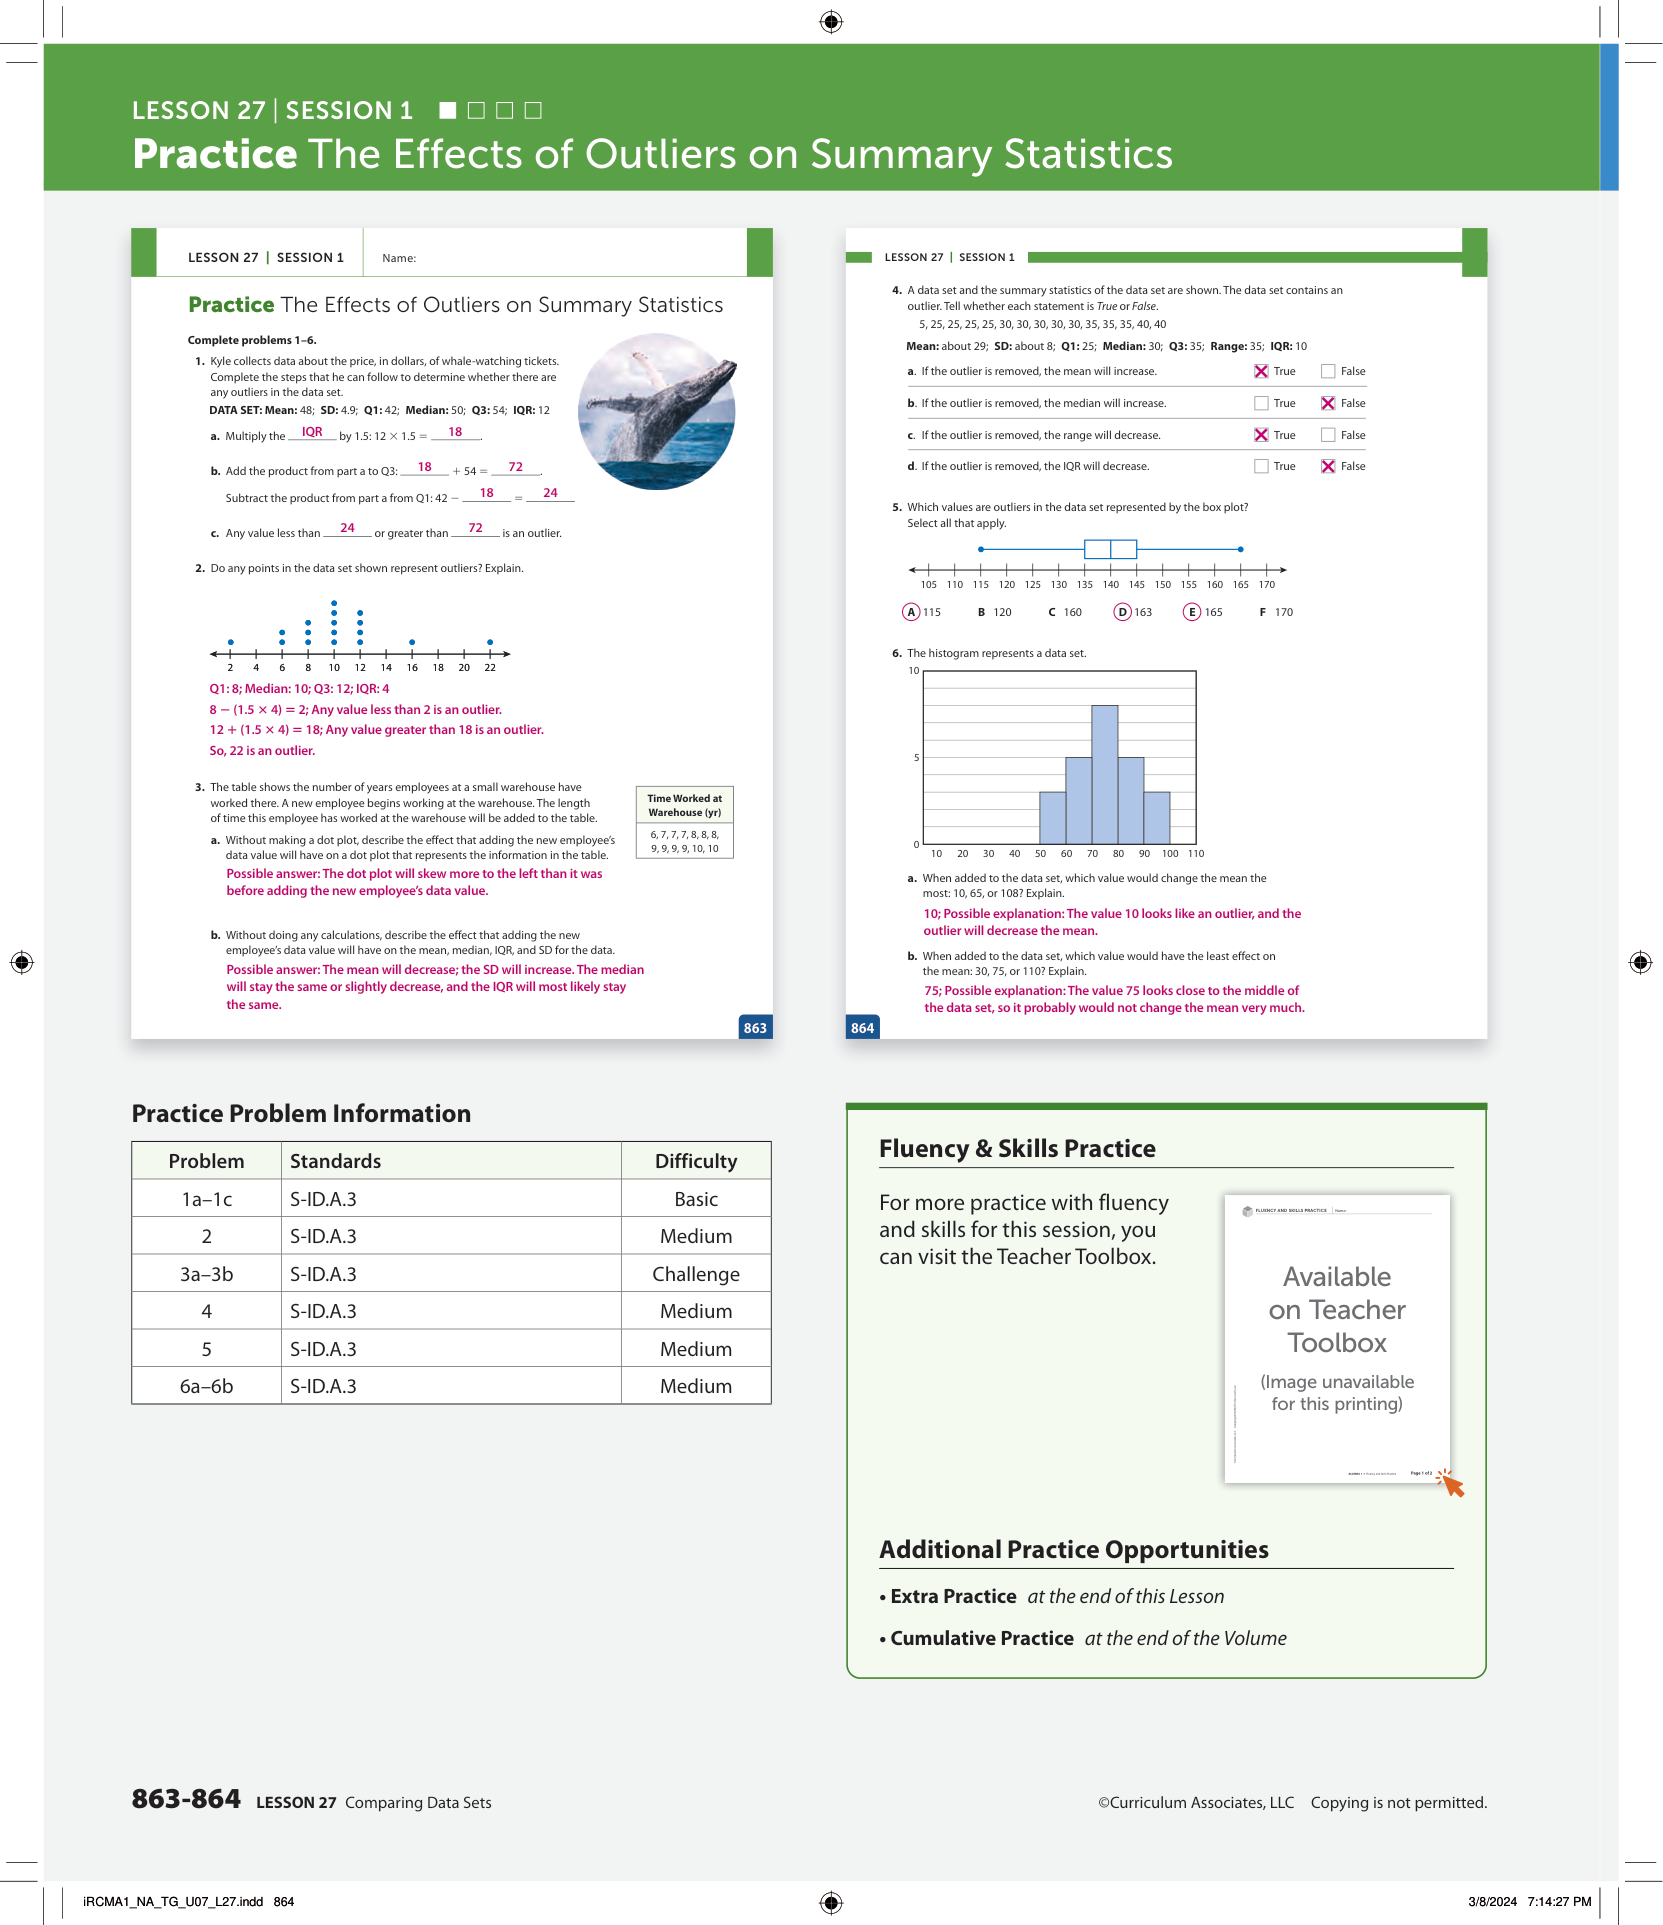 LESSON 27 | SESSION 1
Practice The Effects of Outliers on Summary Statistics
LESSON 27 | SESSION 1
Name:
Practice The Effects of Outliers on Summary Statistics
Complete problems 1–6.
1. Kyle collects data about the price, in dollars, of whale-watching tickets.
Complete the steps that he can follow to determine whether there are
any outliers in the data set.
DATA SET: Mean: 48; SD: 4.9; Q1: 42; Median: 50; Q3: 54; IQR: 12
a. Multiply the IQR by 1.5: 12 × 1.5 = 18.
b. Add the product from part a to Q3: 18 + 54 = 72.
Subtract the product from part a from Q1: 42 − 18 = 24
c. Any value less than 24 or greater than 72 is an outlier.
2. Do any points in the data set shown represent outliers? Explain.
2 4 6 8 10 12 14 16 18 20 22
Q1: 8; Median: 10; Q3: 12; IQR: 4
8 − (1.5 × 4) = 2; Any value less than 2 is an outlier.
12 + (1.5 × 4) = 18; Any value greater than 18 is an outlier.
So, 22 is an outlier.
3. The table shows the number of years employees at a small warehouse have
worked there. A new employee begins working at the warehouse. The length
of time this employee has worked at the warehouse will be added to the table.
Time Worked at
Warehouse (yr)
6, 7, 7, 7, 8, 8, 8,
9, 9, 9, 9, 10, 10
a. Without making a dot plot, describe the effect that adding the new employee's
data value will have on a dot plot that represents the information in the table.
Possible answer: The dot plot will skew more to the left than it was
before adding the new employee's data value.
b. Without doing any calculations, describe the effect that adding the new
employee's data value will have on the mean, median, IQR, and SD for the data.
Possible answer: The mean will decrease; the SD will increase. The median
will stay the same or slightly decrease, and the IQR will most likely stay
the same.
863
LESSON 27 | SESSION 1
4. A data set and the summary statistics of the data set are shown. The data set contains an
outlier. Tell whether each statement is True or False.
5, 25, 25, 25, 25, 30, 30, 30, 30, 30, 35, 35, 35, 40, 40
Mean: about 29; SD: about 8; Q1: 25; Median: 30; Q3: 35; Range: 35; IQR: 10
a. If the outlier is removed, the mean will increase. True False
b. If the outlier is removed, the median will increase. True False
c. If the outlier is removed, the range will decrease. True False
d. If the outlier is removed, the IQR will decrease. True False
5. Which values are outliers in the data set represented by the box plot?
Select all that apply.
105 110 115 120 125 130 135 140 145 150 155 160 165 170
A 115 B 120 C 160 D 163 E 165 F 170
6. The histogram represents a data set.
10
5
0
10 20 30 40 50 60 70 80 90 100 110
a. When added to the data set, which value would change the mean the
most: 10, 65, or 108? Explain.
10; Possible explanation: The value 10 looks like an outlier, and the
outlier will decrease the mean.
b. When added to the data set, which value would have the least effect on
the mean: 30, 75, or 110? Explain.
75; Possible explanation: The value 75 looks close to the middle of
the data set, so it probably would not change the mean very much.
864
Practice Problem Information
Problem Standards Difficulty
1a–1c S-ID.A.3 Basic
2 S-ID.A.3 Medium
3a–3b S-ID.A.3 Challenge
4 S-ID.A.3 Medium
5 S-ID.A.3 Medium
6a–6b S-ID.A.3 Medium
Fluency & Skills Practice
For more practice with fluency
and skills for this session, you
can visit the Teacher Toolbox.
FLUENCY AND SKILLS PRACTICE | Name:
Available
on Teacher
Toolbox
(Image unavailable
for this printing)
Page 1 of 2
Additional Practice Opportunities
• Extra Practice at the end of this Lesson
• Cumulative Practice at the end of the Volume
863-864 LESSON 27 Comparing Data Sets
©Curriculum Associates, LLC Copying is not permitted.
iRCMA1_NA_TG_U07_L27.indd 864
3/8/2024 7:14:27 PM